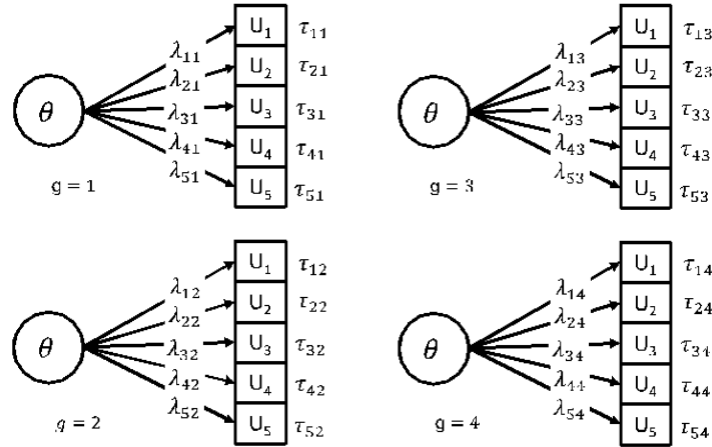 U₁ τ₁₁
λ₁₁
U₂ τ₂₁
λ₂₁
θ
U₃ τ₃₁
λ₃₁
U₄ τ₄₁
λ₄₁
U₅ τ₅₁
λ₅₁
g = 1
U₁ τ₁₃
λ₁₃
U₂ τ₂₃
λ₂₃
θ
U₃ τ₃₃
λ₃₃
U₄ τ₄₃
λ₄₃
U₅ τ₅₃
λ₅₃
g = 3
U₁ τ₁₂
λ₁₂
U₂ τ₂₂
λ₂₂
θ
U₃ τ₃₂
λ₃₂
U₄ τ₄₂
λ₄₂
U₅ τ₅₂
λ₅₂
g = 2
U₁ τ₁₄
λ₁₄
U₂ τ₂₄
λ₂₄
θ
U₃ τ₃₄
λ₃₄
U₄ τ₄₄
λ₄₄
U₅ τ₅₄
λ₅₄
g = 4